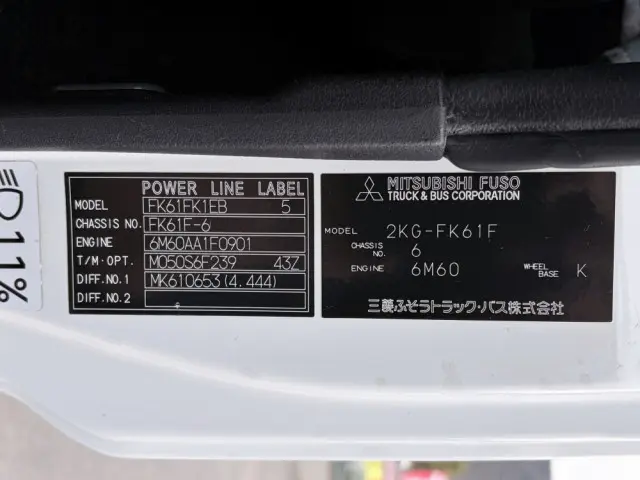 11%
POWER LINE LABEL
MODEL FK61FK1EB 5
CHASSIS NO. FK61F-6
ENGINE 6M60AA1F0901
T/M・OPT. M050S6F239 43Z
DIFF.NO.1 MK610653(4.444)
DIFF.NO.2
MITSUBISHI FUSO
TRUCK & BUS CORPORATION
MODEL 2KG-FK61F
CHASSIS NO. 6
ENGINE 6M60 WHEEL BASE K
三菱ふそうトラック・バス株式会社